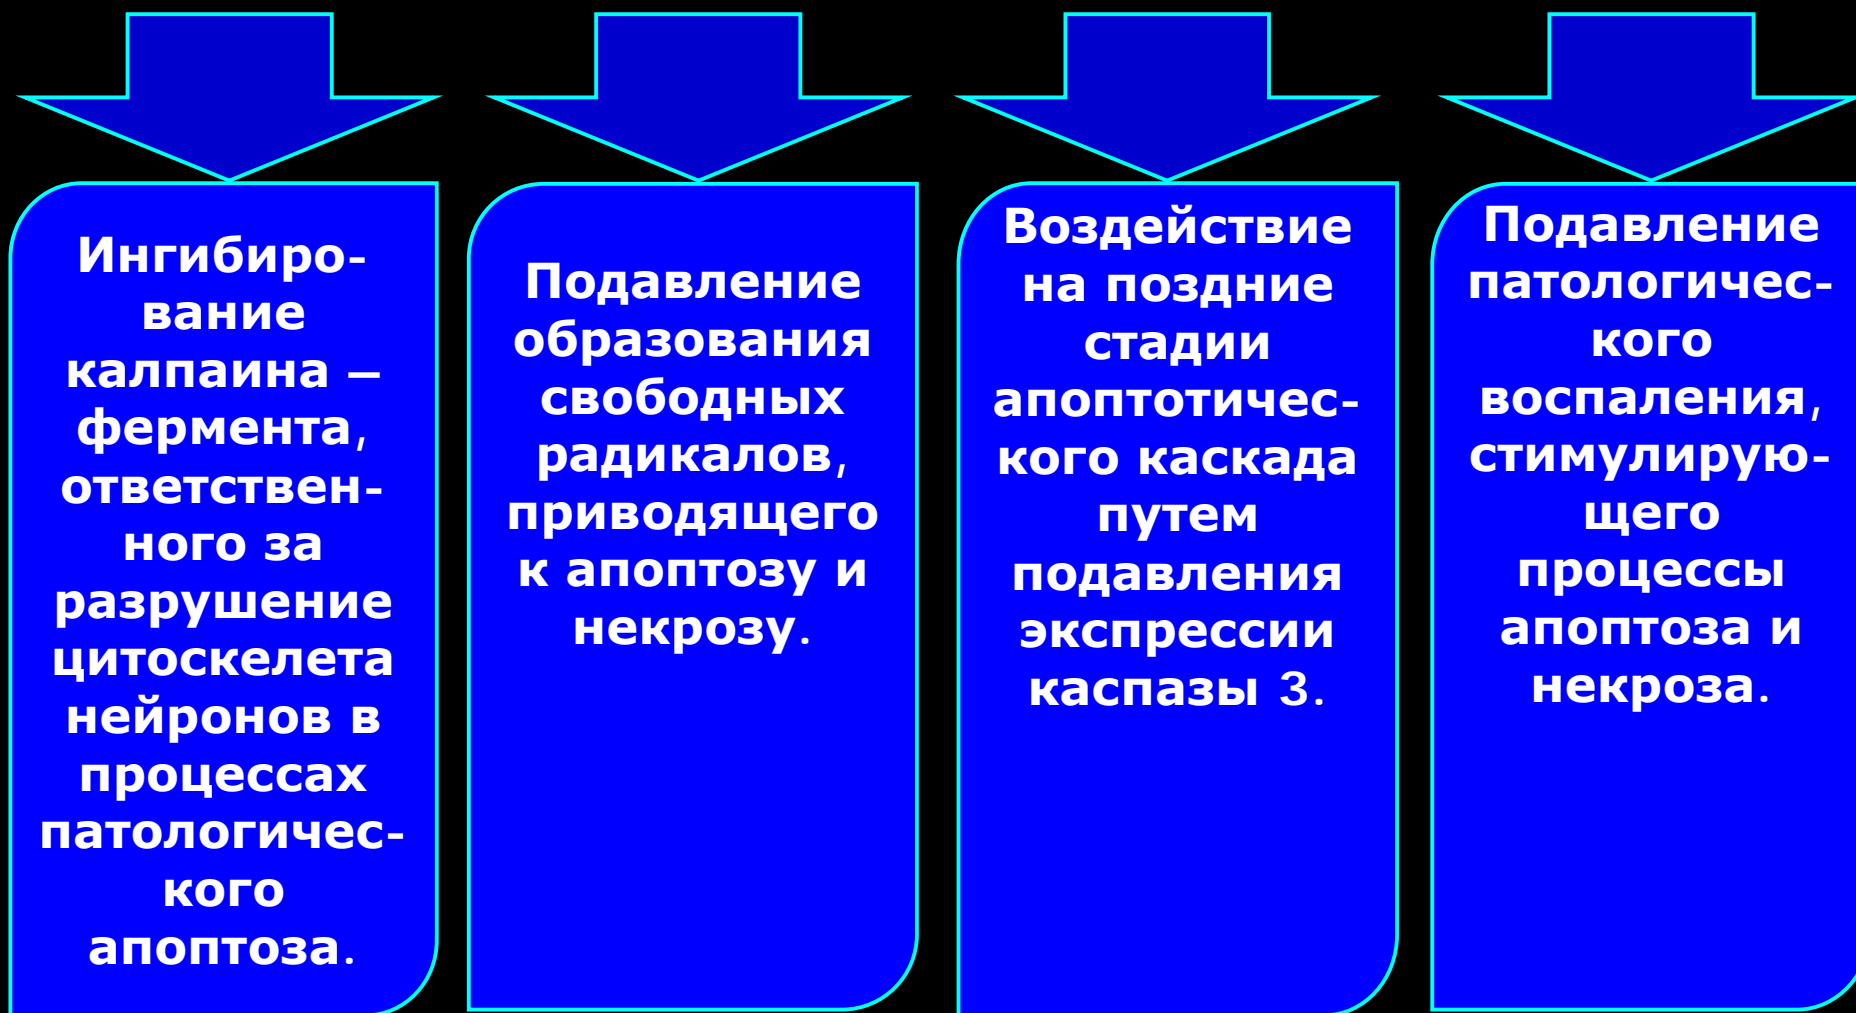 Ингибиро-
вание
калпаина –
фермента,
ответствен-
ного за
разрушение
цитоскелета
нейронов в
процессах
патологичес-
кого
апоптоза.
Подавление
образования
свободных
радикалов,
приводящего
к апоптозу и
некрозу.
Воздействие
на поздние
стадии
апоптотичес-
кого каскада
путем
подавления
экспрессии
каспазы 3.
Подавление
патологичес-
кого
воспаления,
стимулирую-
щего
процессы
апоптоза и
некроза.